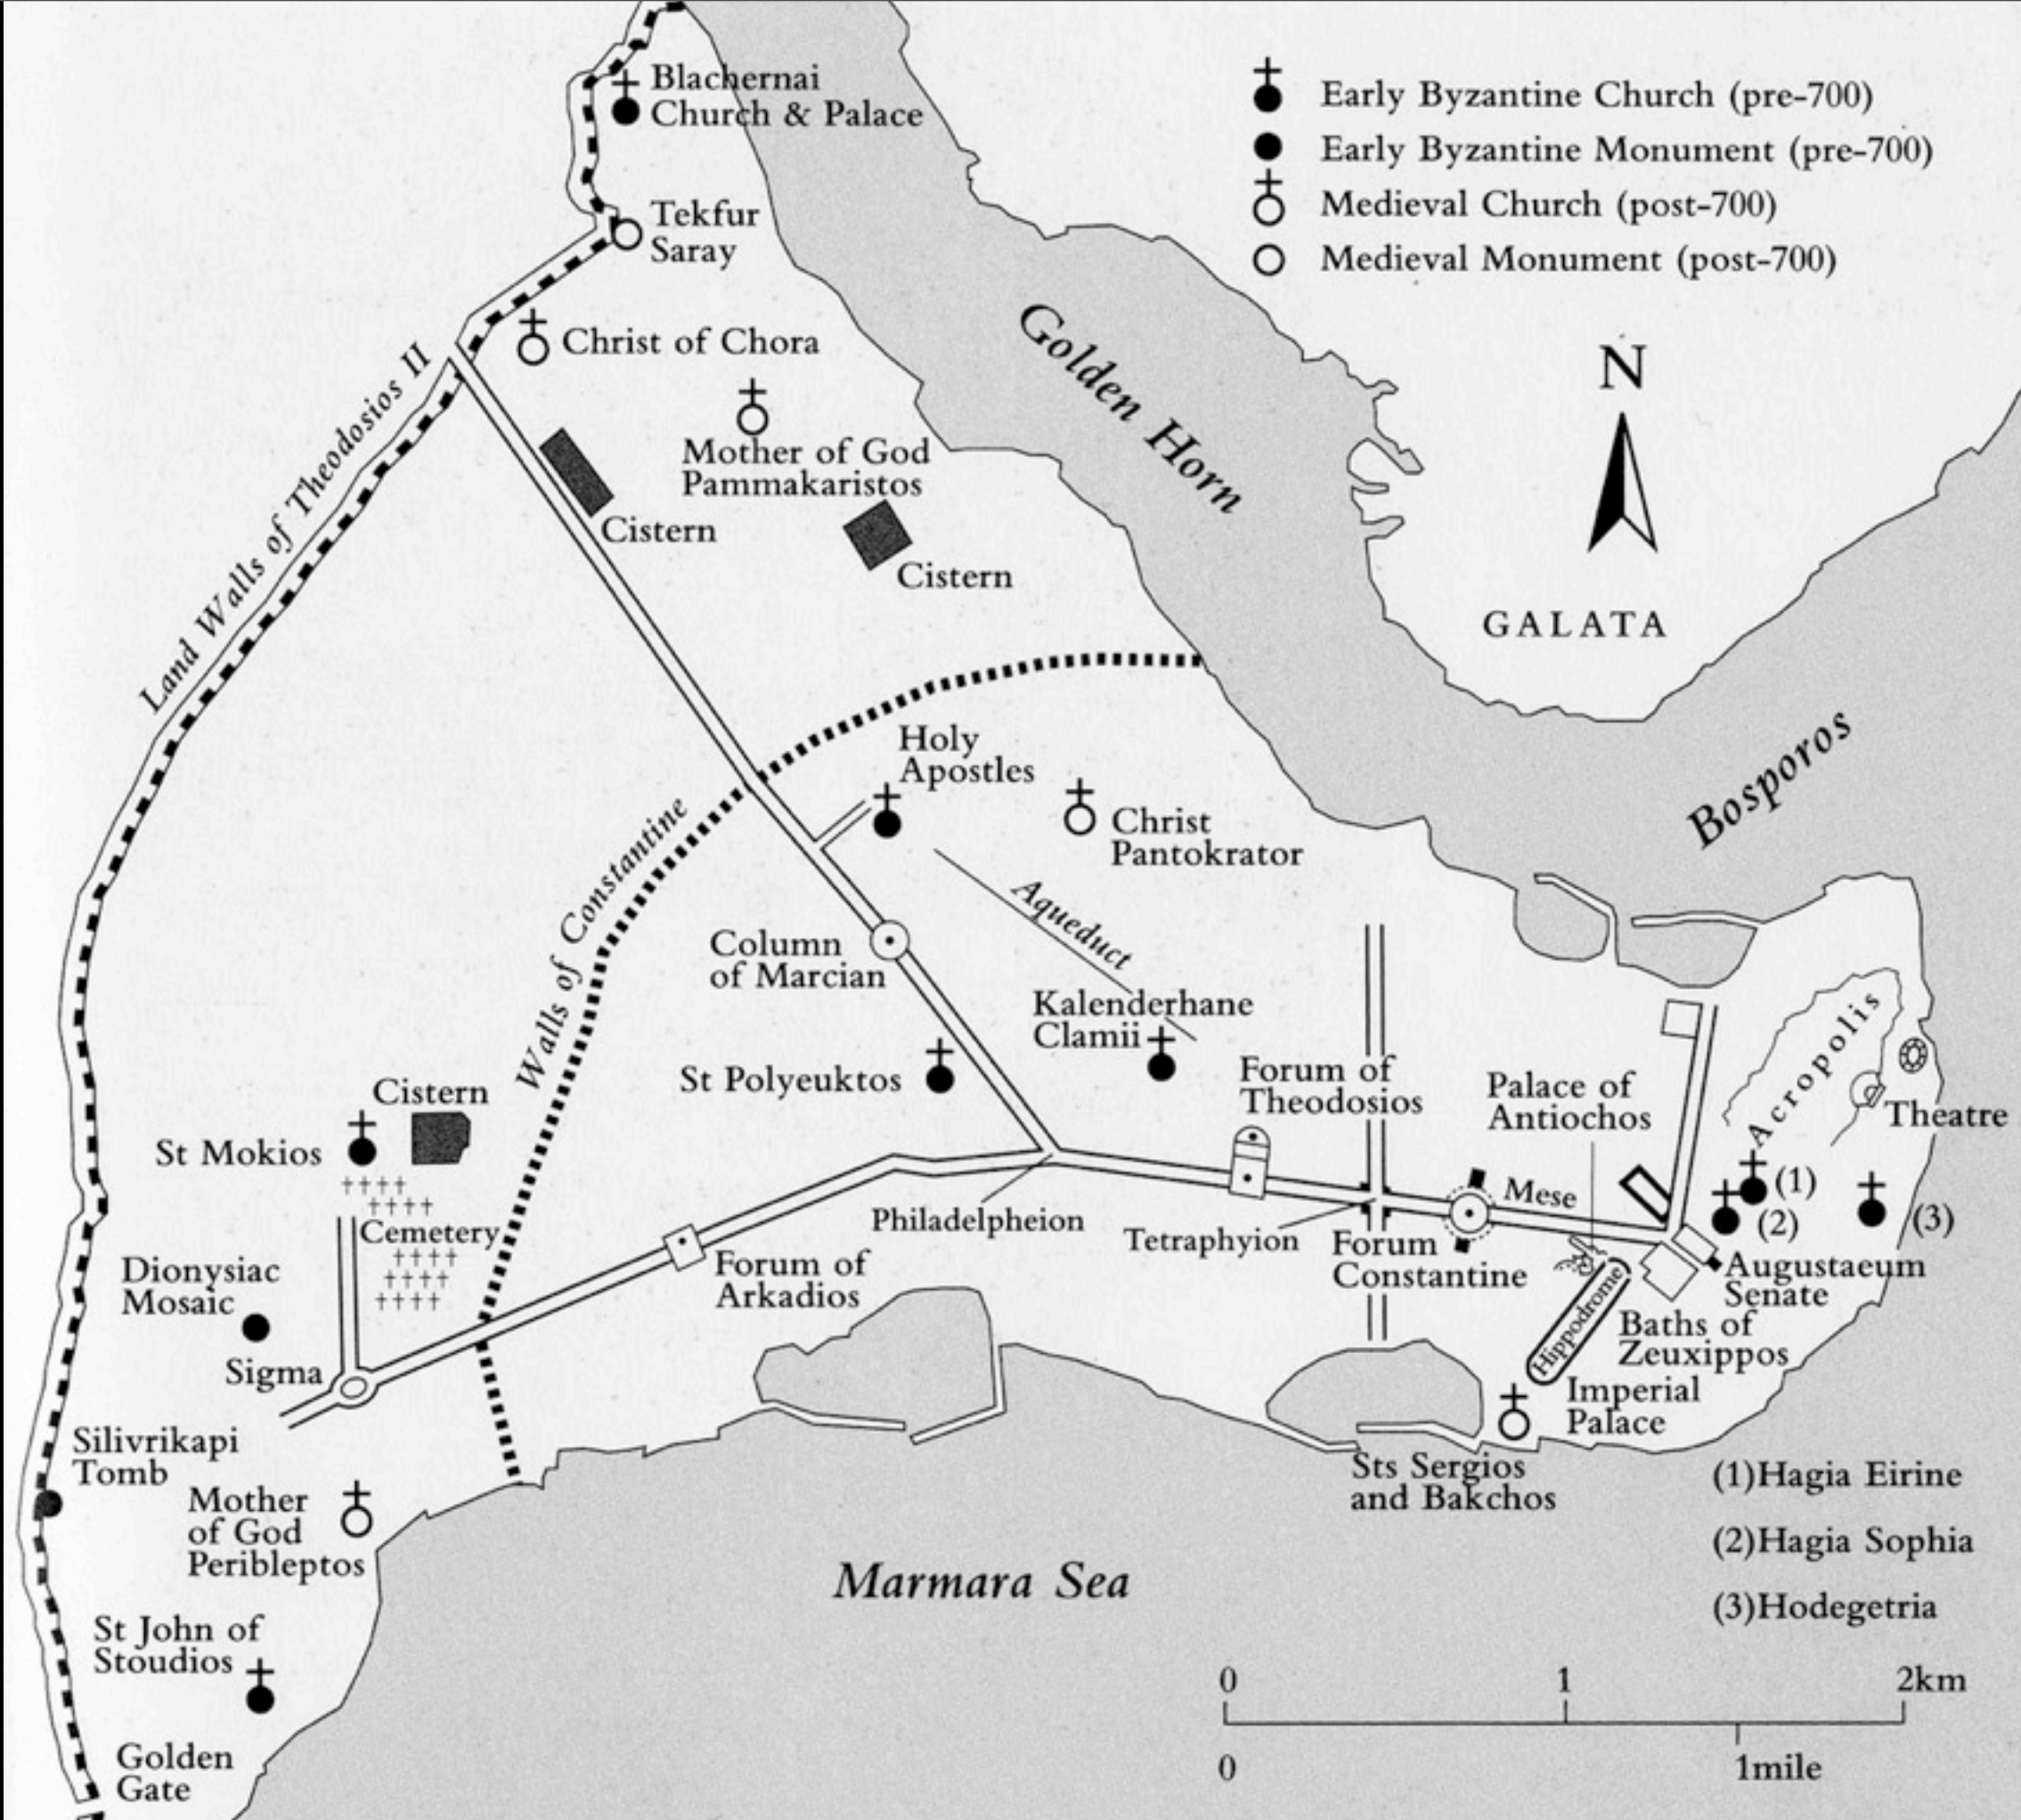 Blachernai
Church & Palace
Early Byzantine Church (pre-700)
Early Byzantine Monument (pre-700)
Medieval Church (post-700)
Medieval Monument (post-700)
Tekfur
Saray
Christ of Chora
Mother of God
Pammakaristos
Cistern
Cistern
Golden Horn
N
GALATA
Land Walls of Theodosios II
Bosporos
Holy
Apostles
Christ
Pantokrator
Walls of Constantine
Aqueduct
Column
of Marcian
Kalenderhane
Clamii
St Polyeuktos
Forum of
Theodosios
Palace of
Antiochos
Acropolis
Theatre
Cistern
St Mokios
Cemetery
Philadelpheion
Tetraphyion
Mese
(1)
(2)
(3)
Forum
Constantine
Forum of
Arkadios
Dionysiac
Mosaic
Augustaeum
Senate
Hippodrome
Baths of
Zeuxippos
Sigma
Imperial
Palace
Silivrikapi
Tomb
Sts Sergios
and Bakchos
Mother
of God
Peribleptos
Marmara Sea
(1)Hagia Eirine
(2)Hagia Sophia
(3)Hodegetria
St John of
Stoudios
Golden
Gate
0 1 2km
0 1mile